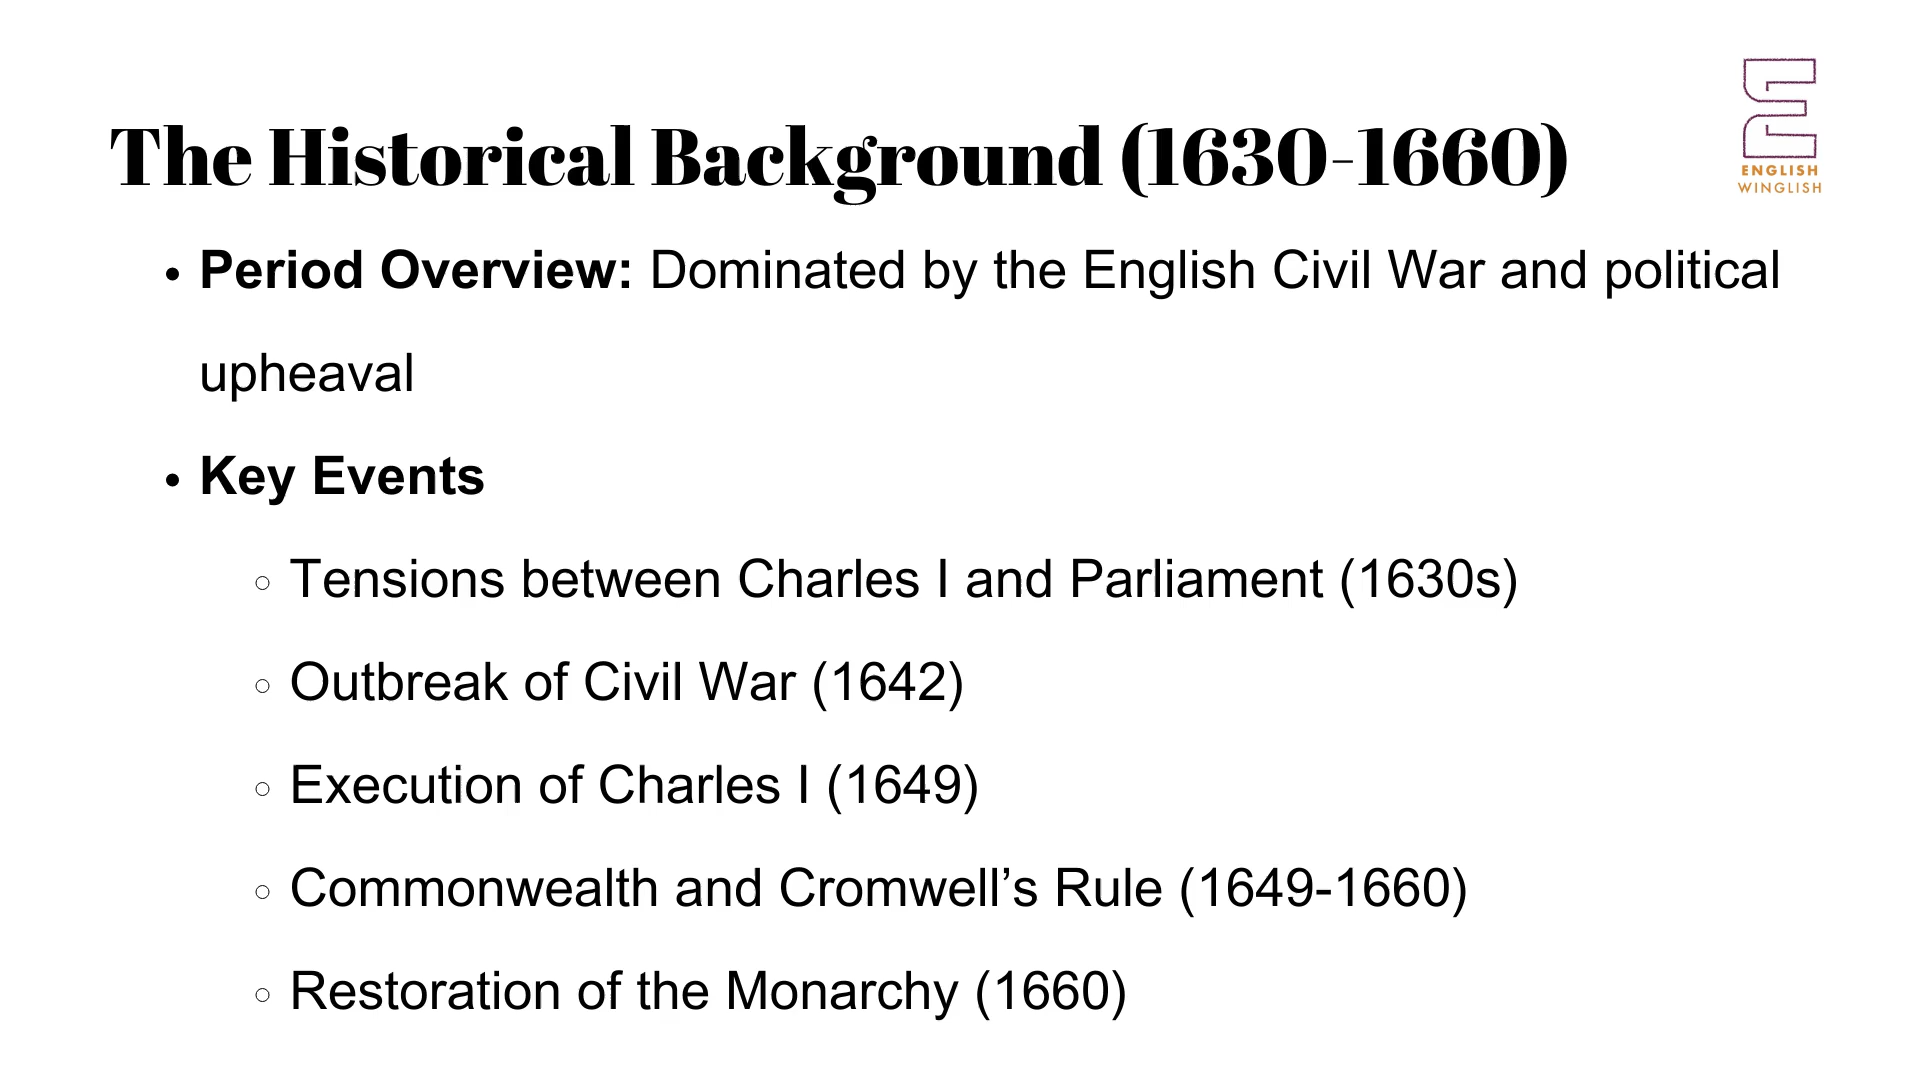 The Historical Background (1630-1660)
ENGLISH
WINGLISH
• Period Overview: Dominated by the English Civil War and political
upheaval
• Key Events
◦ Tensions between Charles I and Parliament (1630s)
◦ Outbreak of Civil War (1642)
◦ Execution of Charles I (1649)
◦ Commonwealth and Cromwell’s Rule (1649-1660)
◦ Restoration of the Monarchy (1660)